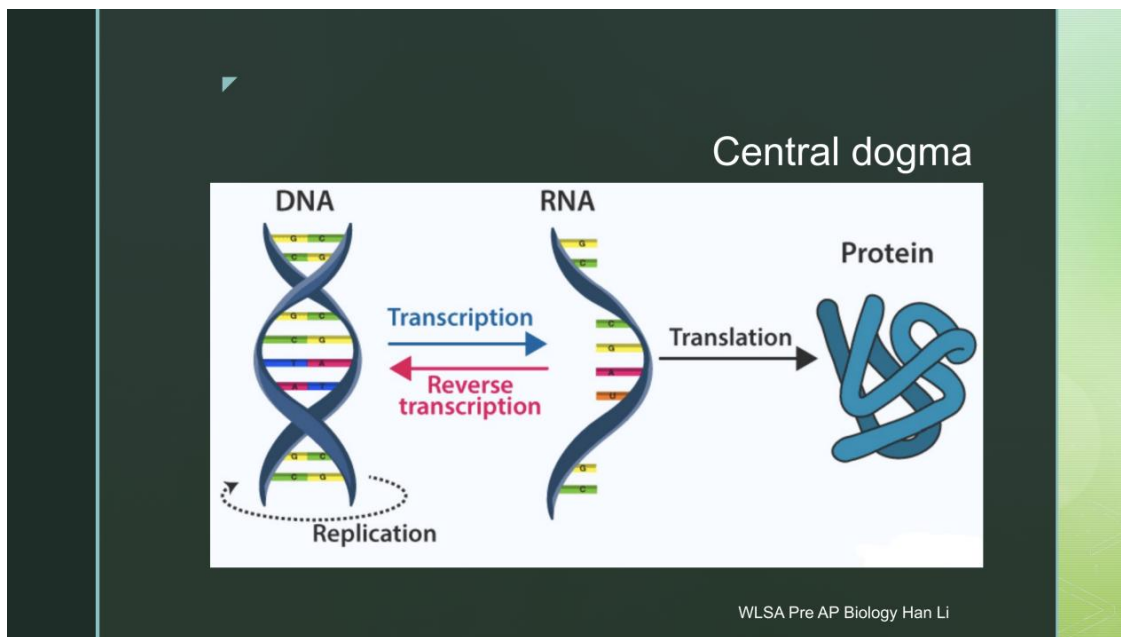 Central dogma
DNA
RNA
Protein
G C
C G
G C
C G
T A
A T
G C
C G
G
C
C
G
A
U
G
C
Transcription
Reverse
transcription
Translation
Replication
WLSA Pre AP Biology Han Li